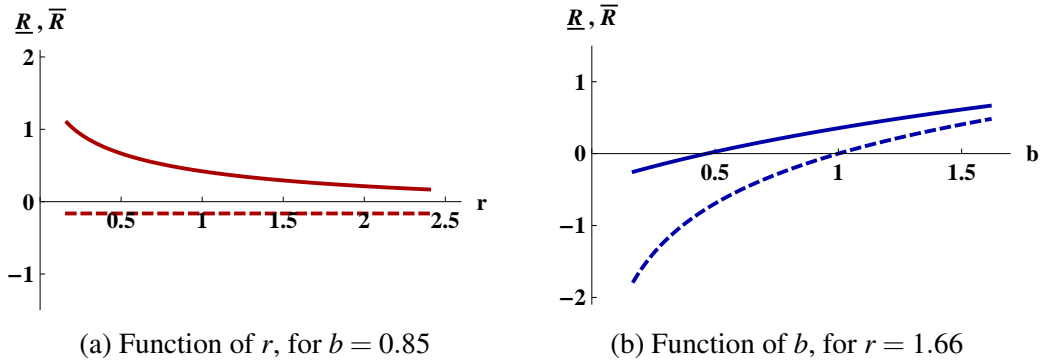 R , R
2
1
0
0.5 1 1.5 2 2.5 r
−1
(a) Function of r, for b = 0.85
R , R
1
0
0.5 1 1.5 b
−1
−2
(b) Function of b, for r = 1.66